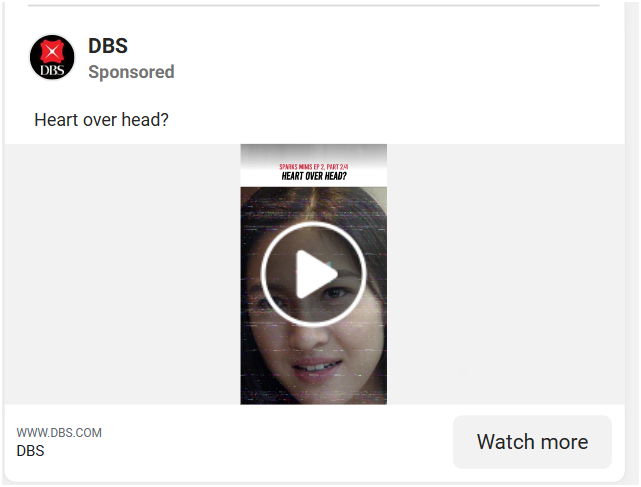 DBS
DBS
Sponsored
Heart over head?
SPARKS MINIS EP 2, PART 2/4
HEART OVER HEAD?
WWW.DBS.COM
DBS
Watch more